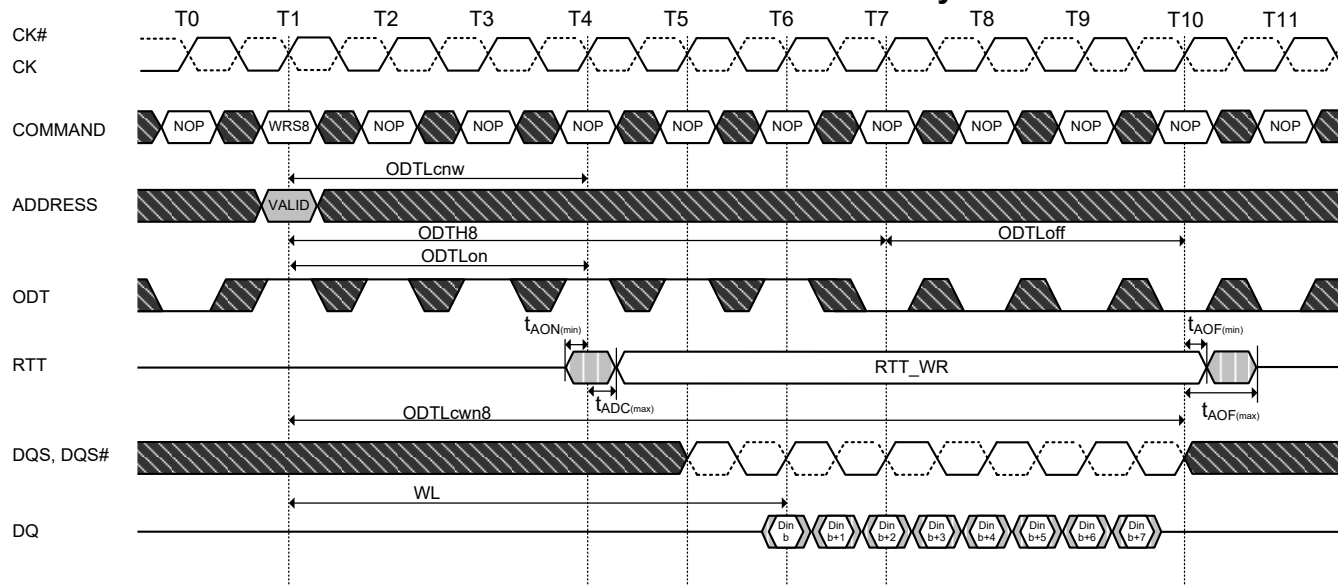 T0 T1 T2 T3 T4 T5 T6 T7 T8 T9 T10 T11
CK#
CK
COMMAND NOP WRS8 NOP NOP NOP NOP NOP NOP NOP NOP NOP NOP
ODTLcnw
ADDRESS VALID
ODTH8 ODTLoff
ODTLon
ODT
tAON(min) tAOF(min)
RTT RTT_WR
tADC(max) tAOF(max)
ODTLcwn8
DQS, DQS#
WL
DQ Din b Din b+1 Din b+2 Din b+3 Din b+4 Din b+5 Din b+6 Din b+7